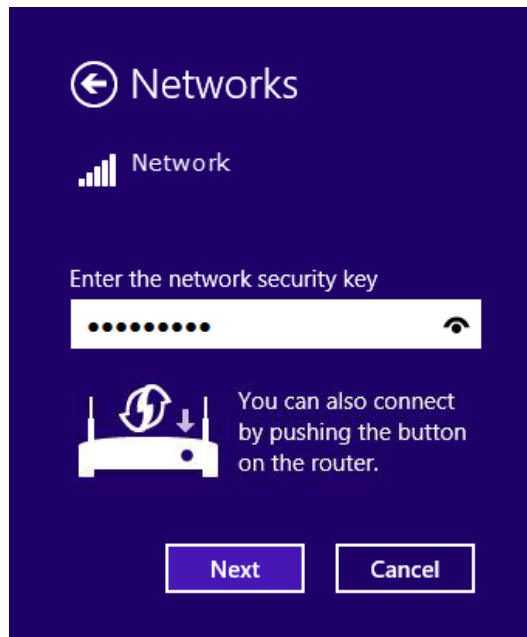 Networks
Network
Enter the network security key
•••••••••
You can also connect
by pushing the button
on the router.
Next
Cancel